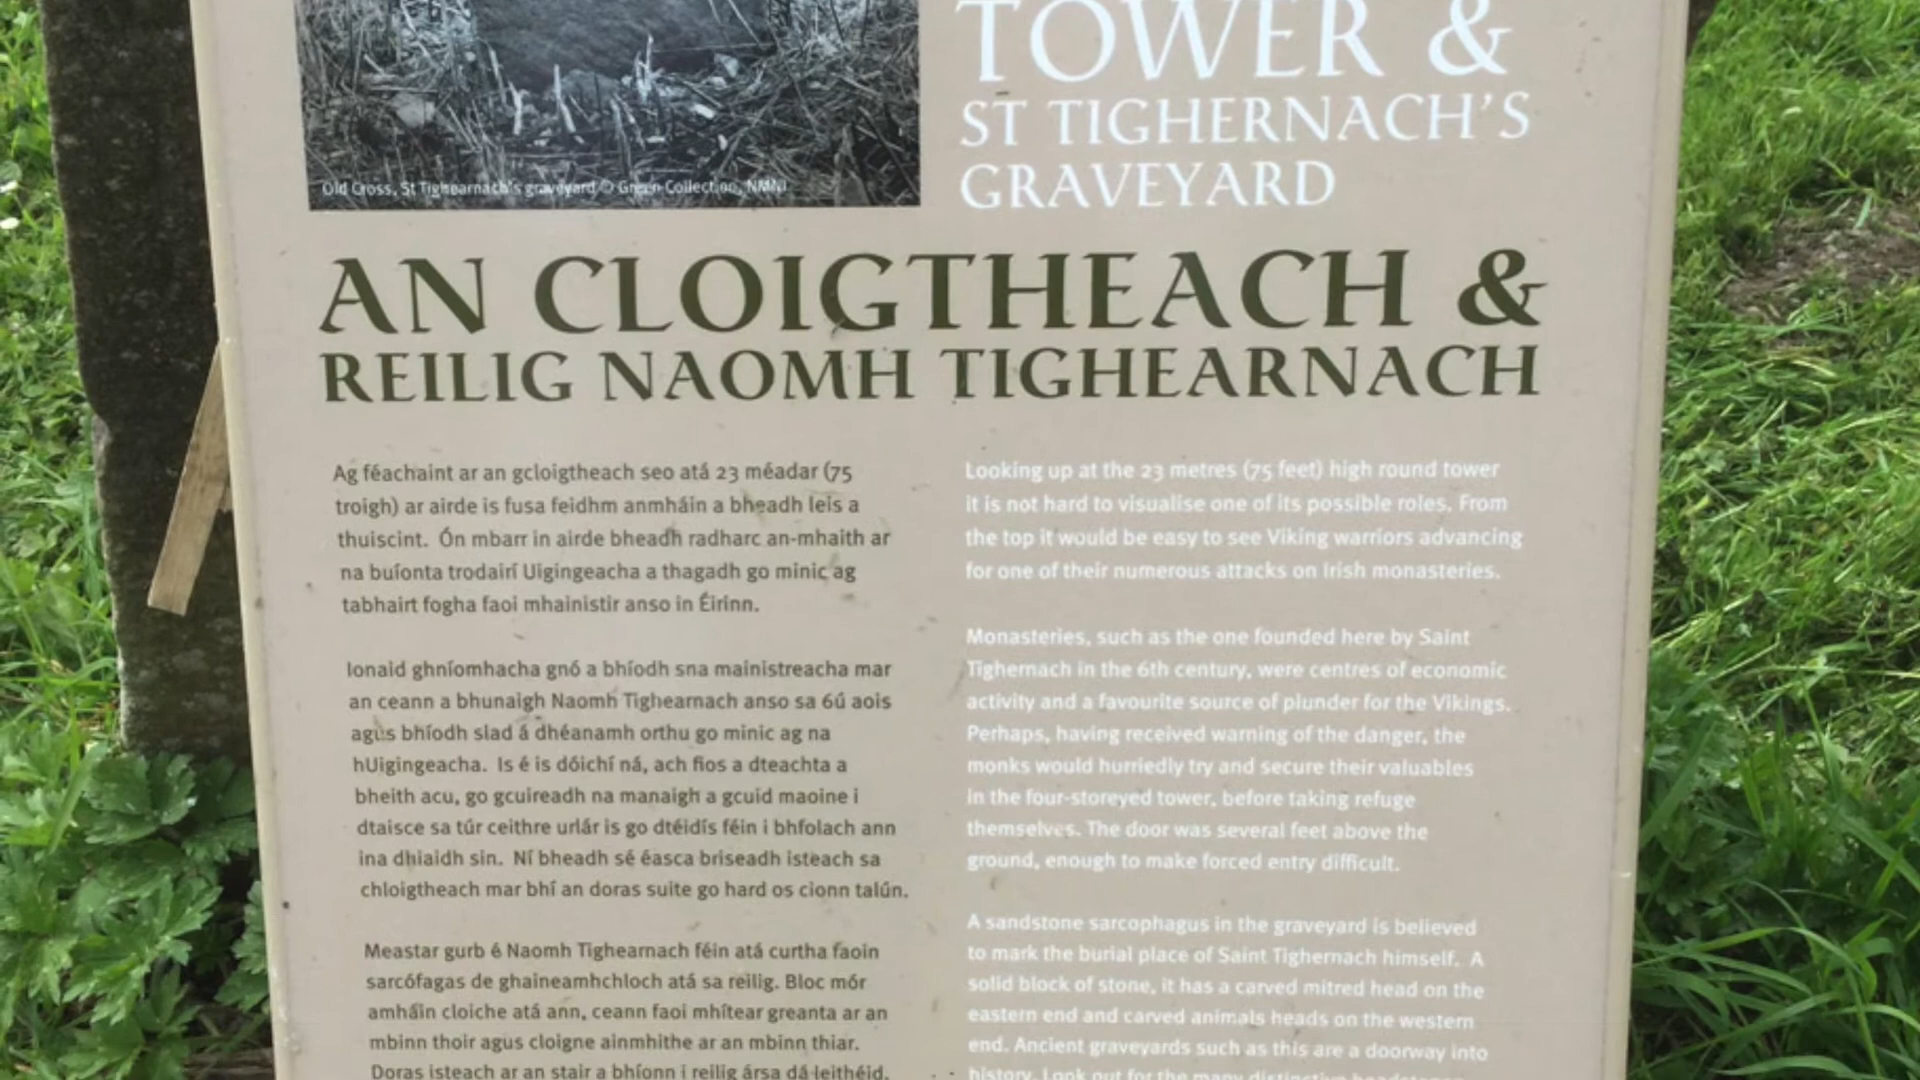 Old Cross, St Tighearnach's graveyard © Green Collection, NMNI
TOWER &
ST TIGHERNACH'S
GRAVEYARD
AN CLOIGTHEACH &
REILIG NAOMH TIGHEARNACH
Ag féachaint ar an gcloigtheach seo atá 23 méadar (75
troigh) ar airde is fusa feidhm anmháin a bheadh leis a
thuiscint. Ón mbarr in airde bheadh radharc an-mhaith ar
na buíonta trodairí Uigingeacha a thagadh go minic ag
tabhairt fogha faoi mhainistir anso in Éirinn.
Ionaid ghníomhacha gnó a bhíodh sna mainistreacha mar
an ceann a bhunaigh Naomh Tighearnach anso sa 6ú aois
agus bhíodh slad á dhéanamh orthu go minic ag na
hUigingeacha. Is é is dóichí ná, ach fios a dteachta a
bheith acu, go gcuireadh na manaigh a gcuid maoine i
dtaisce sa túr ceithre urlár is go dtéidís féin i bhfolach ann
ina dhiaidh sin. Ní bheadh sé éasca briseadh isteach sa
chloigtheach mar bhí an doras suite go hard os cionn talún.
Meastar gurb é Naomh Tighearnach féin atá curtha faoin
sarcófagas de ghaineamhchloch atá sa reilig. Bloc mór
amháin cloiche atá ann, ceann faoi mhítear greanta ar an
mbinn thoir agus cloigne ainmhithe ar an mbinn thiar.
Doras isteach ar an stair a bhíonn i reilig ársa dá leithéid.
Looking up at the 23 metres (75 feet) high round tower
it is not hard to visualise one of its possible roles. From
the top it would be easy to see Viking warriors advancing
for one of their numerous attacks on Irish monasteries.
Monasteries, such as the one founded here by Saint
Tighernach in the 6th century, were centres of economic
activity and a favourite source of plunder for the Vikings.
Perhaps, having received warning of the danger, the
monks would hurriedly try and secure their valuables
in the four-storeyed tower, before taking refuge
themselves. The door was several feet above the
ground, enough to make forced entry difficult.
A sandstone sarcophagus in the graveyard is believed
to mark the burial place of Saint Tighernach himself. A
solid block of stone, it has a carved mitred head on the
eastern end and carved animals heads on the western
end. Ancient graveyards such as this are a doorway into
history. Look out for the many distinctive headstones